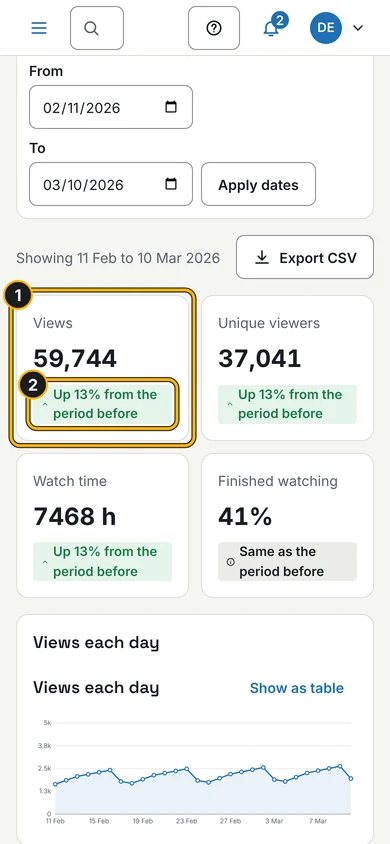 2
DE
From
02/11/2026
To
03/10/2026
Apply dates
Showing 11 Feb to 10 Mar 2026
Export CSV
1
Views
59,744
2
Up 13% from the
period before
Unique viewers
37,041
Up 13% from the
period before
Watch time
7468 h
Up 13% from the
period before
Finished watching
41%
Same as the
period before
Views each day
Views each day
Show as table
5k
3.8k
2.5k
1.3k
0
11 Feb 15 Feb 19 Feb 23 Feb 27 Feb 3 Mar 7 Mar